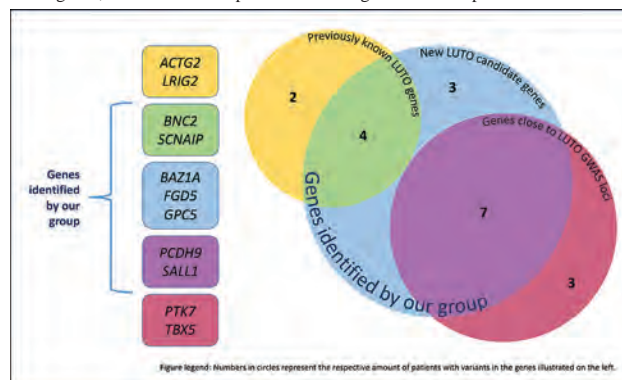 ACTG2
LRIG2
BNC2
SCNAIP
BAZ1A
FGD5
GPC5
PCDH9
SALL1
PTK7
TBX5
Genes
identified
by our
group
Previously known LUTO genes
New LUTO candidate genes
Genes close to LUTO GWAS loci
Genes identified by our group
2
4
3
7
3
Figure legend: Numbers in circles represent the respective amount of patients with variants in the genes illustrated on the left.